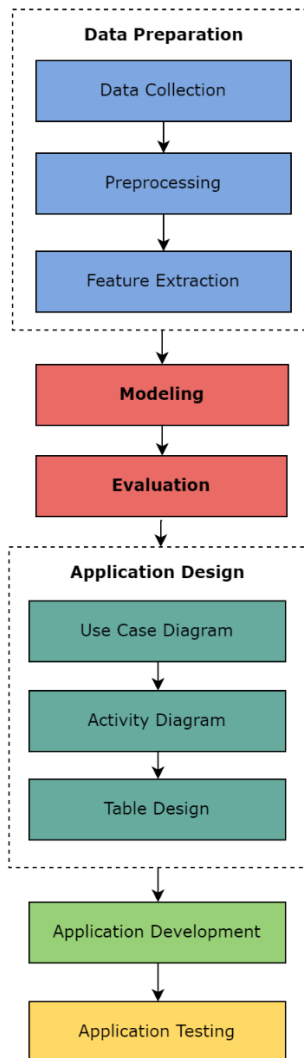 Data Preparation
Data Collection
Preprocessing
Feature Extraction
Modeling
Evaluation
Application Design
Use Case Diagram
Activity Diagram
Table Design
Application Development
Application Testing